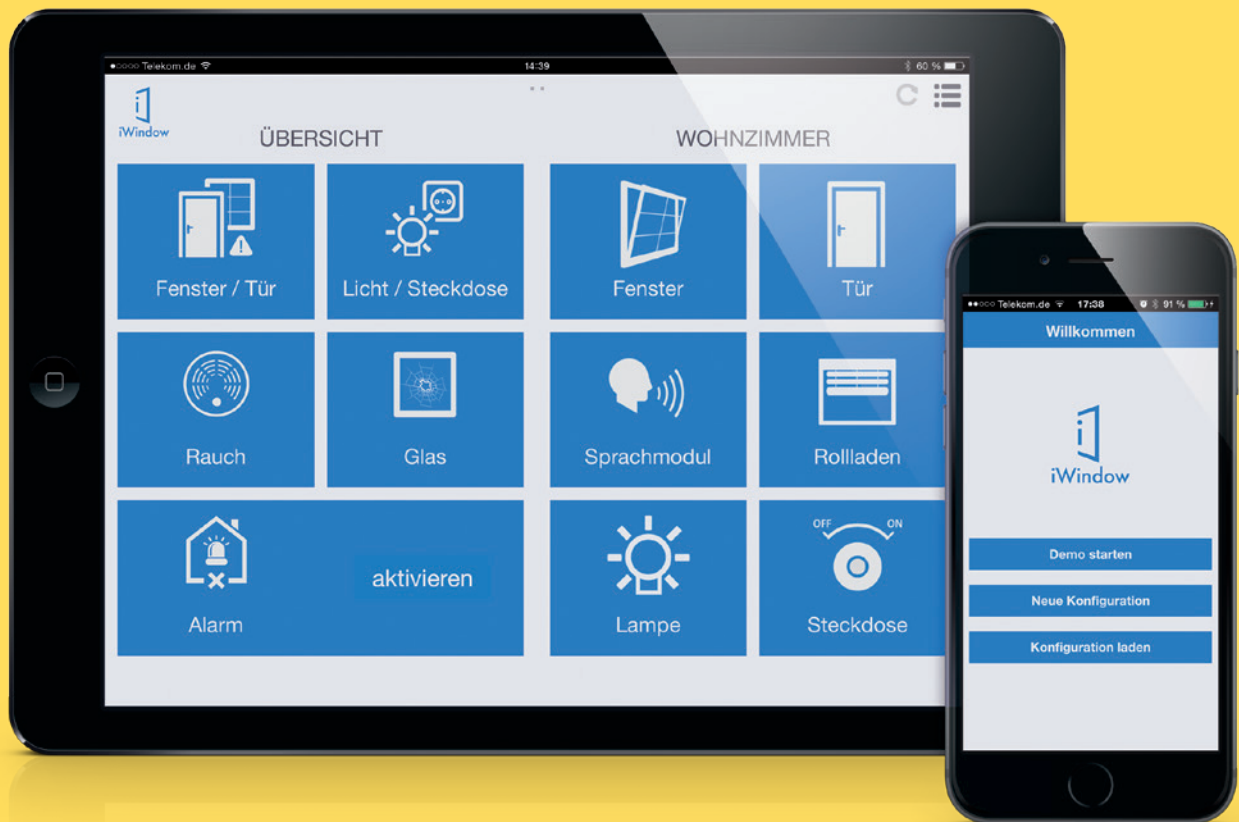 Telekom.de
14:39
60 %
i
iWindow
ÜBERSICHT
WOHNZIMMER
Fenster / Tür
Licht / Steckdose
Fenster
Tür
Rauch
Glas
Sprachmodul
Rollladen
Alarm
aktivieren
Lampe
OFF
ON
Steckdose
Telekom.de
17:38
91 %
Willkommen
i
iWindow
Demo starten
Neue Konfiguration
Konfiguration laden